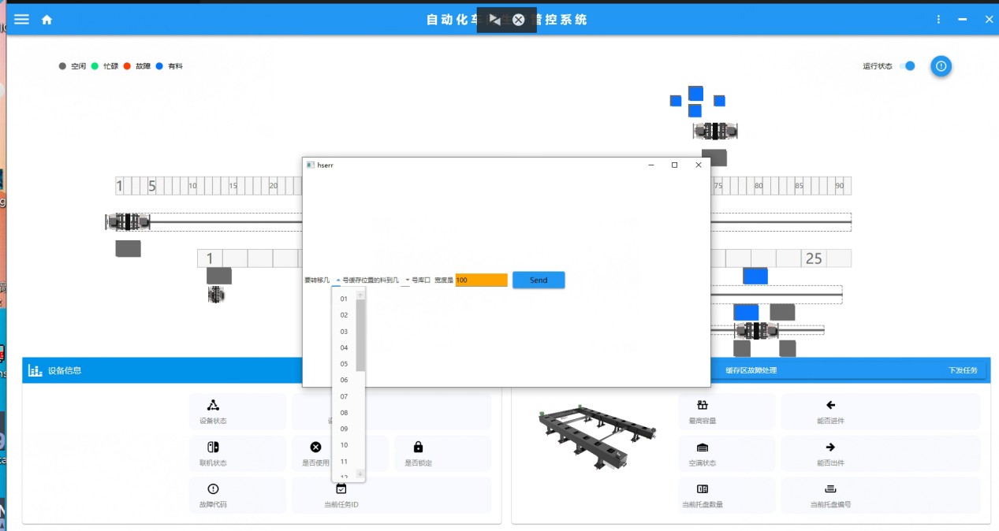 自动化车
管控系统
空闲 忙碌 故障 有料
运行状态
hserr
1 5 10 15 20
75 80 85 90
1
25
要转移几 号缓存位置的料到几 号库口 宽度是 100 Send
01
02
03
04
05
06
07
08
09
10
11
12
设备信息
缓存区故障处理
下发任务
设备状态
联机状态
是否使用
是否锁定
故障代码
当前任务ID
最高容量
能否进件
空满状态
能否出件
当前托盘数量
当前托盘编号